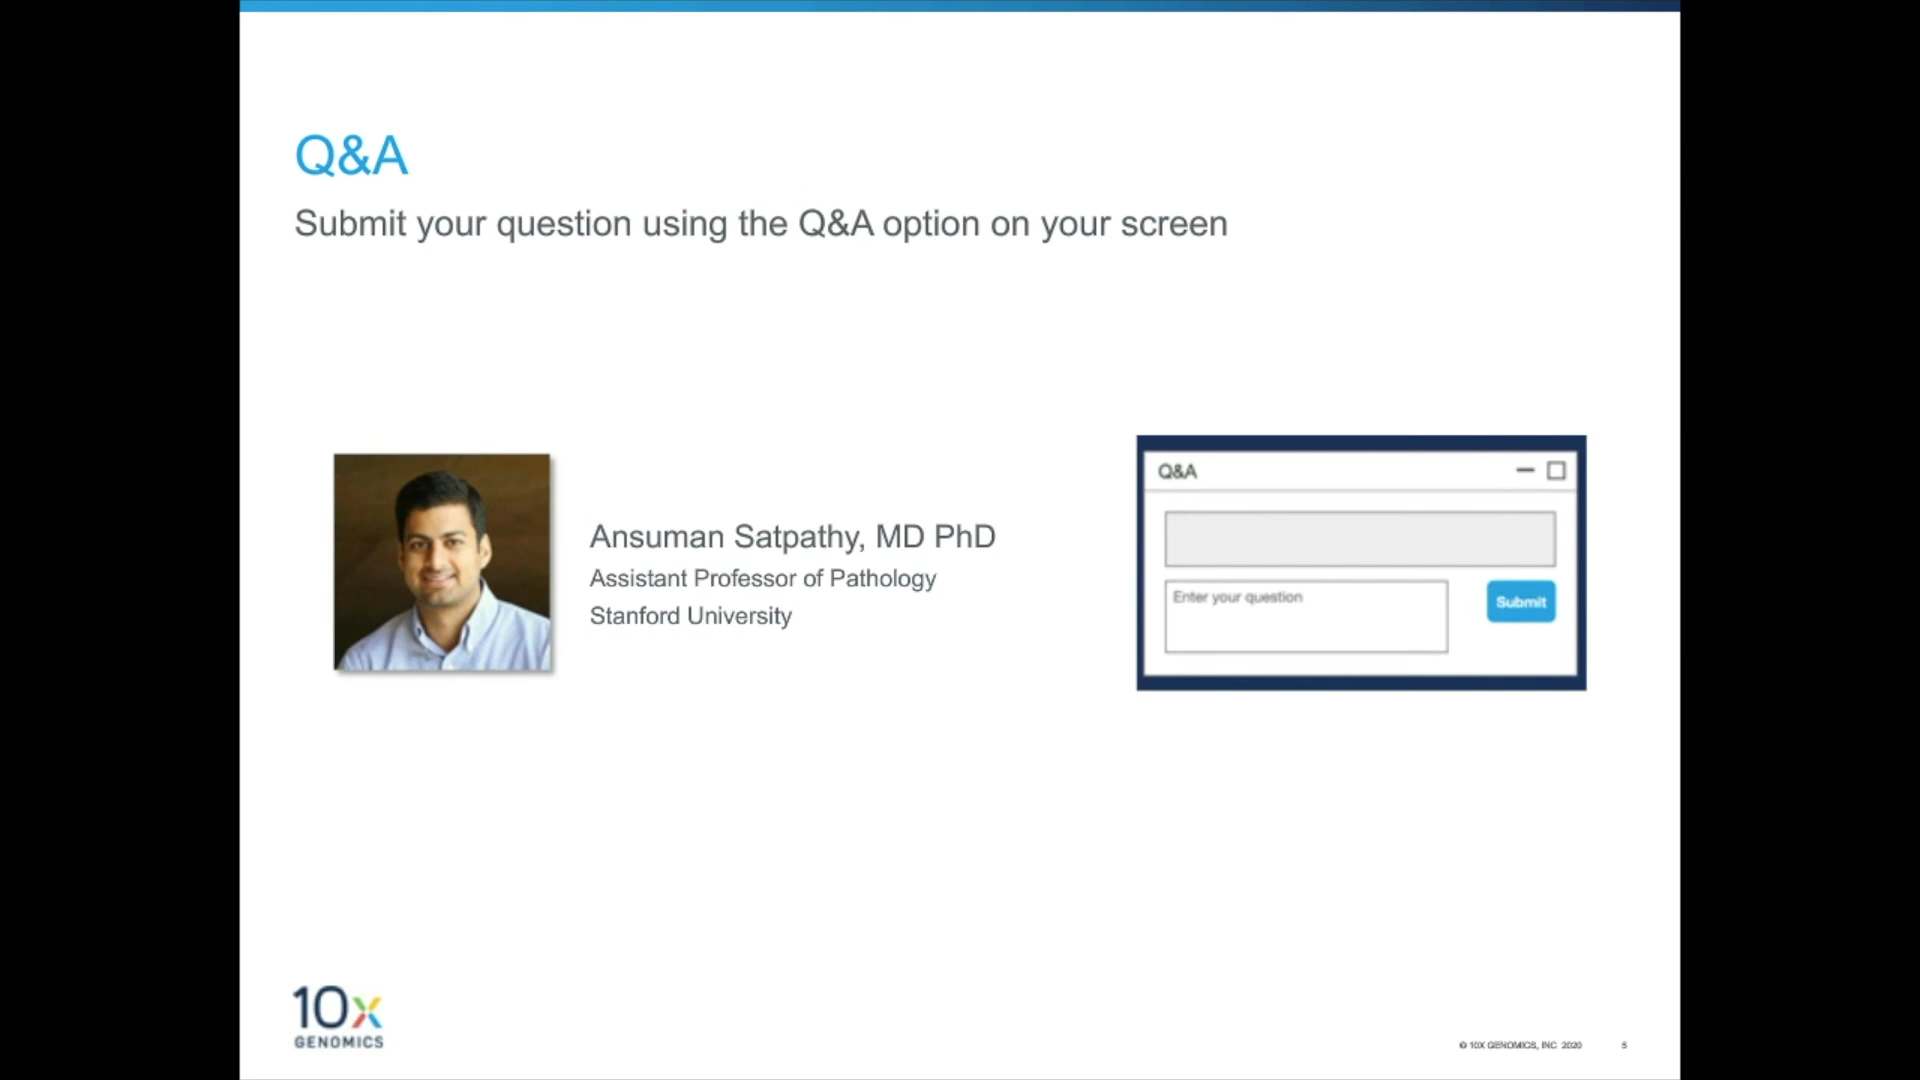 Q&A
Submit your question using the Q&A option on your screen
Ansuman Satpathy, MD PhD
Assistant Professor of Pathology
Stanford University
Q&A
Enter your question
Submit
10x
GENOMICS
© 10X GENOMICS, INC 2020
5